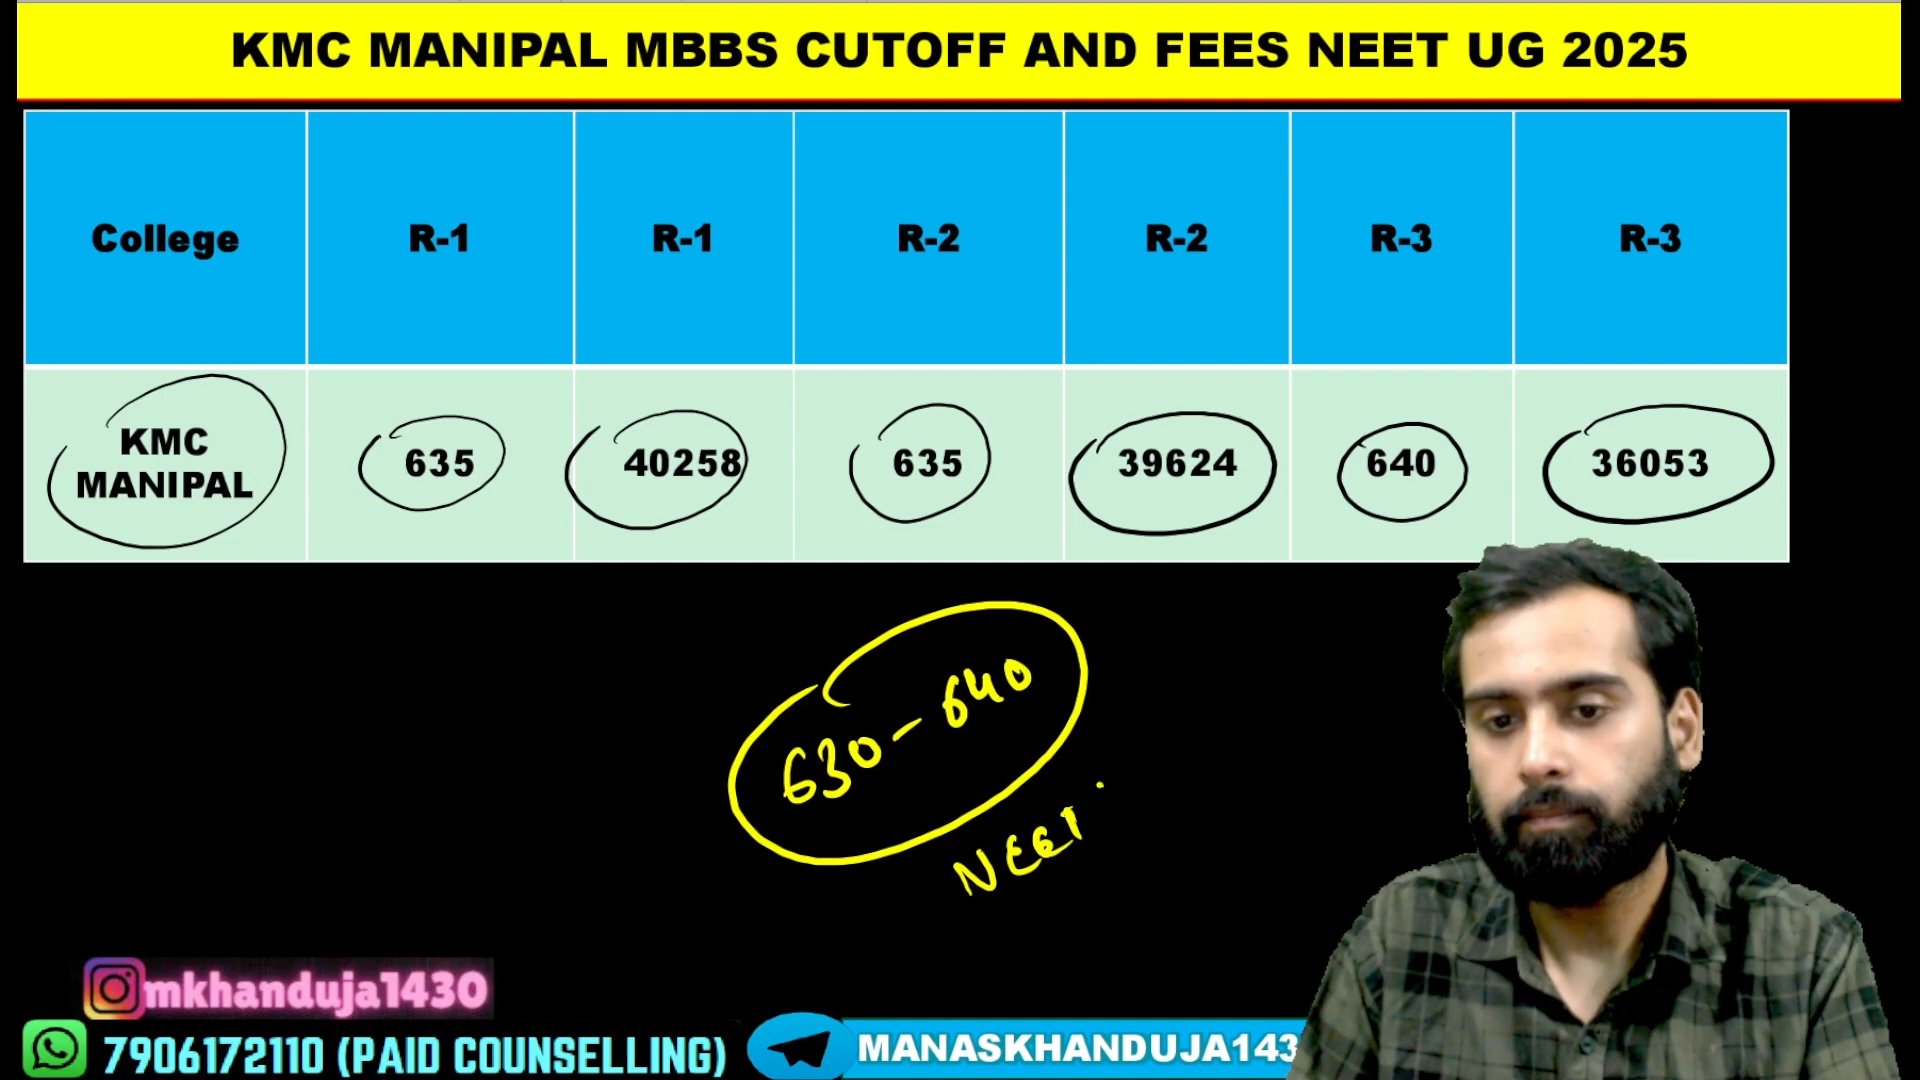 KMC MANIPAL MBBS CUTOFF AND FEES NEET UG 2025
College R-1 R-1 R-2 R-2 R-3 R-3
KMC
MANIPAL 635 40258 635 39624 640 36053
630-640
NEET
mkhanduja1430
7906172110 (PAID COUNSELLING)
MANASKHANDUJA143